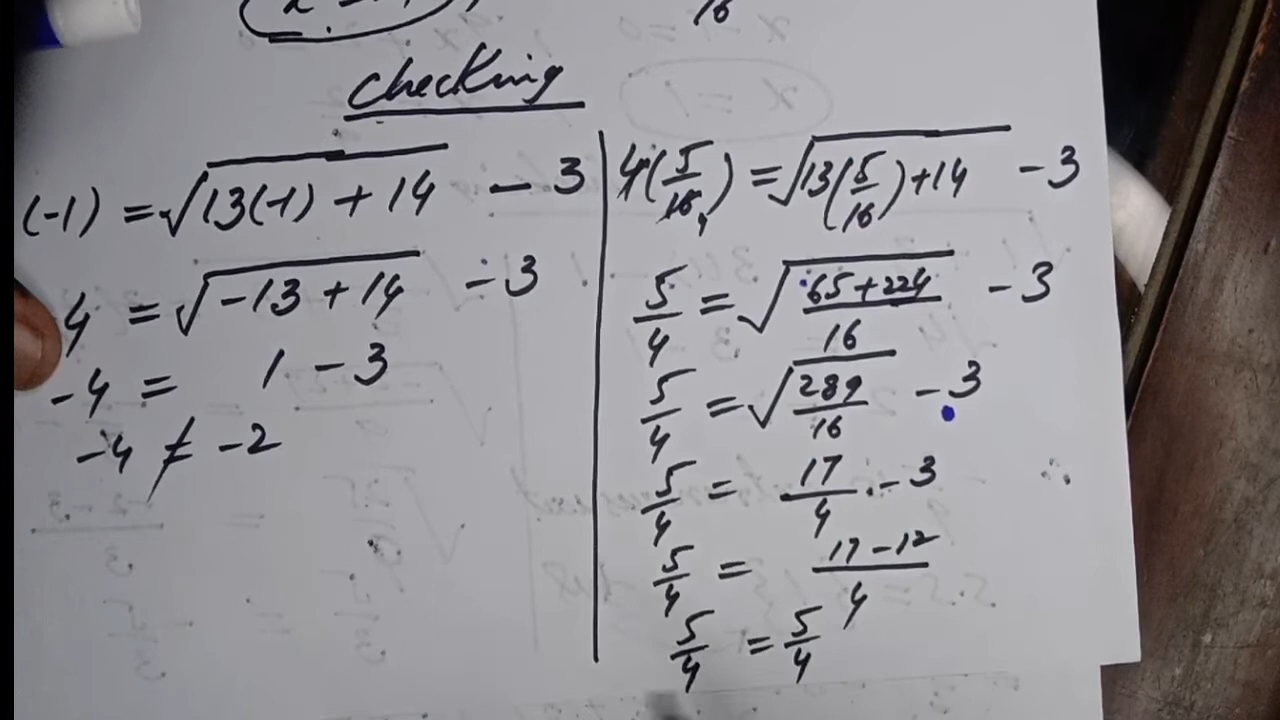 16
Checking
(-1) = √13(-1) + 14 - 3
4 = √-13 + 14 - 3
-4 = 1 - 3
-4 ≠ -2
4(5/16) = √13(5/16)+14 - 3
5/4 = √65+224/16 - 3
5/4 = √289/16 - 3
5/4 = 17/4 - 3
5/4 = 17-12/4
5/4 = 5/4